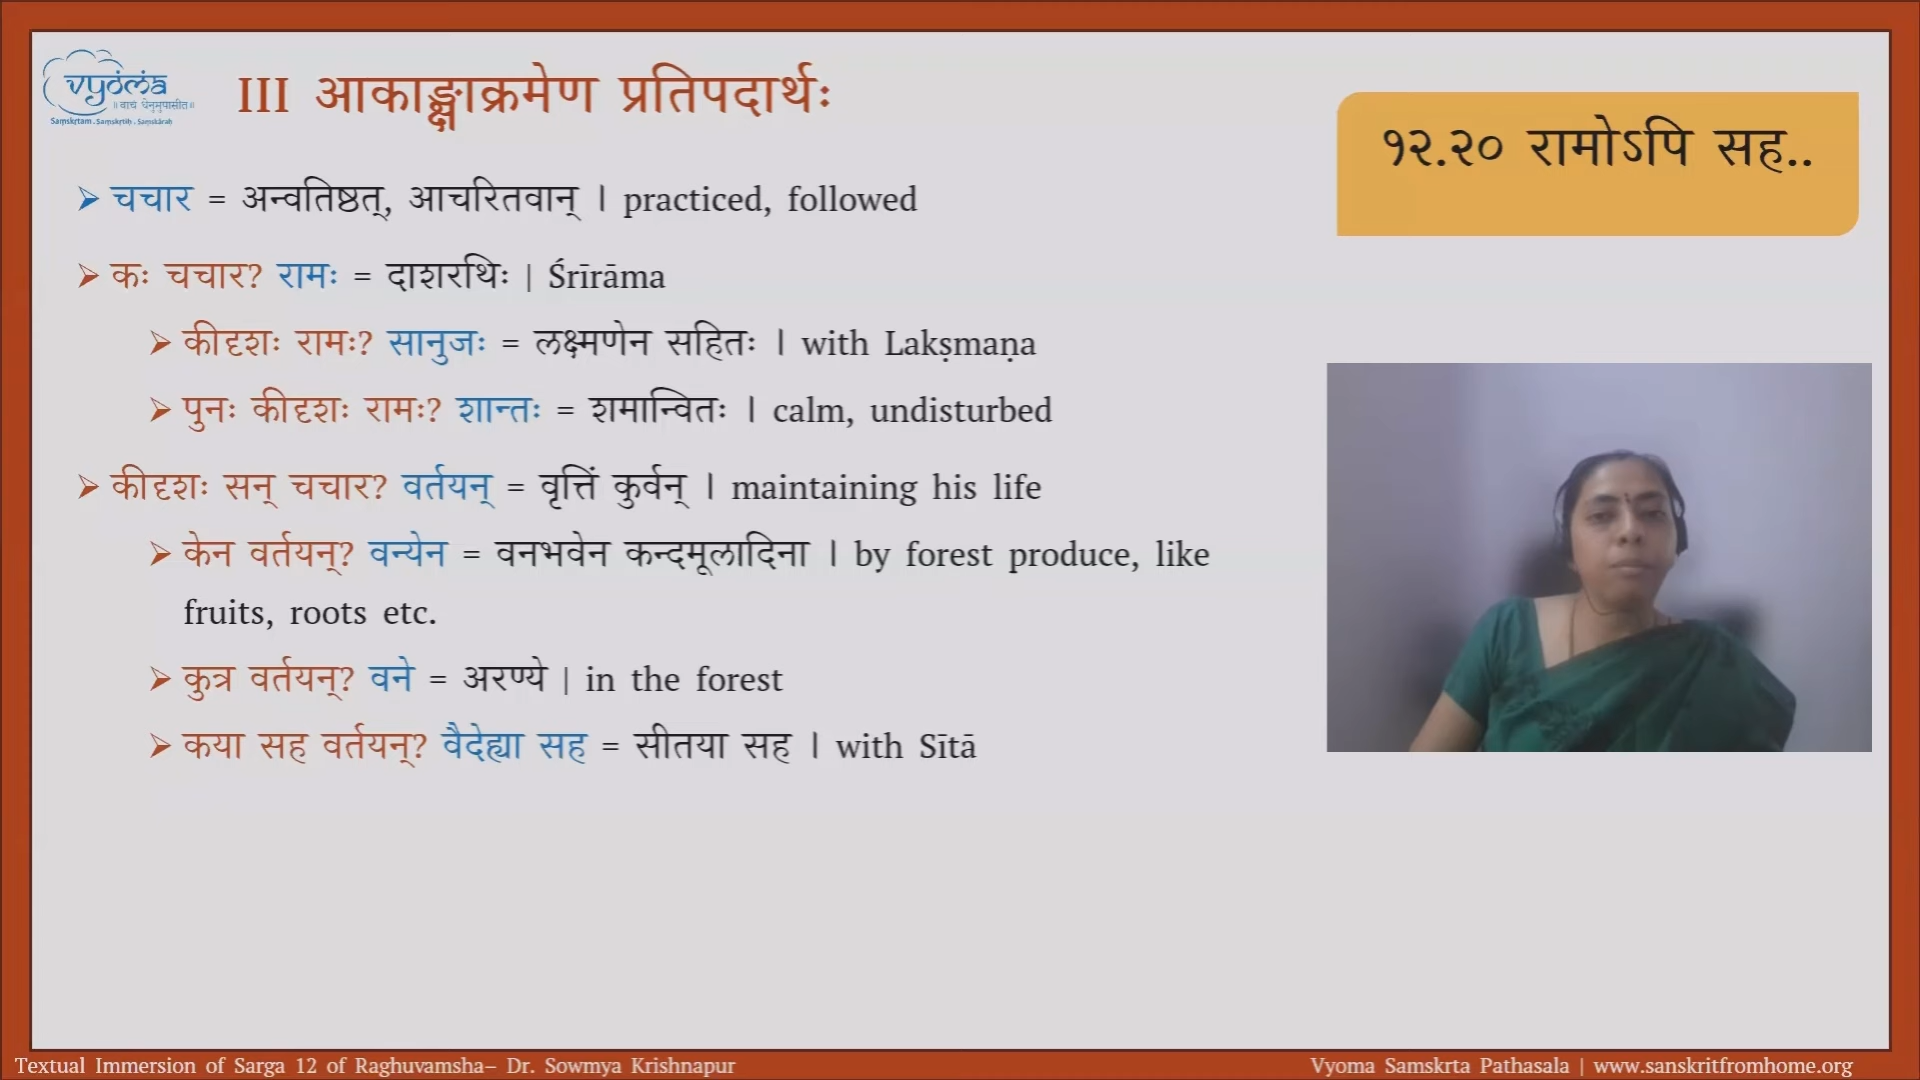 vyoma
॥ वाचं धेनुमुपासीत॥
Saṃskṛtam . Saṃskṛtiḥ . Saṃskāraḥ
III आकाङ्क्षाक्रमेण प्रतिपदार्थः
१२.२० रामोऽपि सह..
➢ चचार = अन्वतिष्ठत्, आचरितवान् । practiced, followed
➢ कः चचार? रामः = दाशरथिः | Śrīrāma
➢ कीदृशः रामः? सानुजः = लक्ष्मणेन सहितः । with Lakṣmaṇa
➢ पुनः कीदृशः रामः? शान्तः = शमान्वितः । calm, undisturbed
➢ कीदृशः सन् चचार? वर्तयन् = वृत्तिं कुर्वन् । maintaining his life
➢ केन वर्तयन्? वन्येन = वनभवेन कन्दमूलादिना । by forest produce, like
fruits, roots etc.
➢ कुत्र वर्तयन्? वने = अरण्ये | in the forest
➢ कया सह वर्तयन्? वैदेह्या सह = सीतया सह । with Sītā
Textual Immersion of Sarga 12 of Raghuvamsha– Dr. Sowmya Krishnapur
Vyoma Samskrta Pathasala | www.sanskritfromhome.org